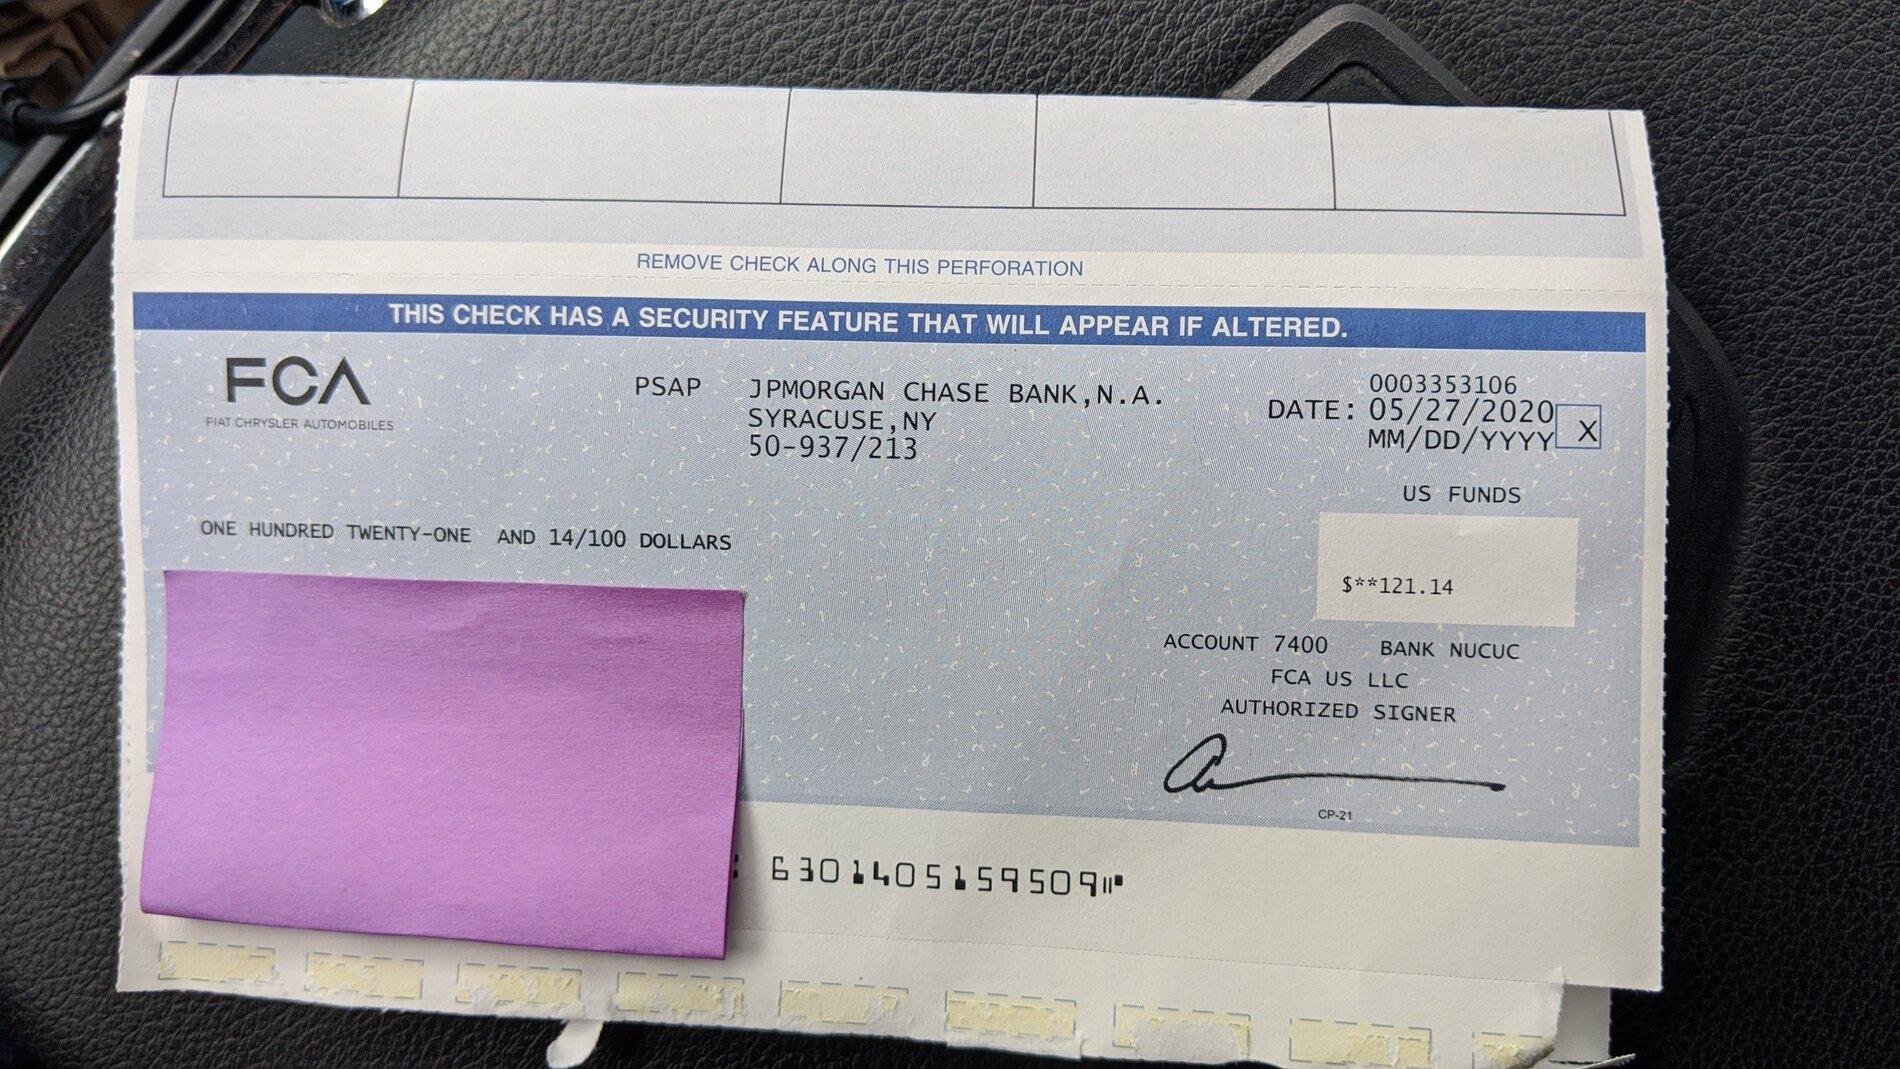 REMOVE CHECK ALONG THIS PERFORATION
THIS CHECK HAS A SECURITY FEATURE THAT WILL APPEAR IF ALTERED.
FCA
FIAT CHRYSLER AUTOMOBILES
PSAP JPMORGAN CHASE BANK,N.A.
SYRACUSE,NY
50-937/213
0003353106
DATE: 05/27/2020
MM/DD/YYYY X
US FUNDS
ONE HUNDRED TWENTY-ONE AND 14/100 DOLLARS
$**121.14
ACCOUNT 7400 BANK NUCUC
FCA US LLC
AUTHORIZED SIGNER
CP-21
⑆ 6301405159509⑈